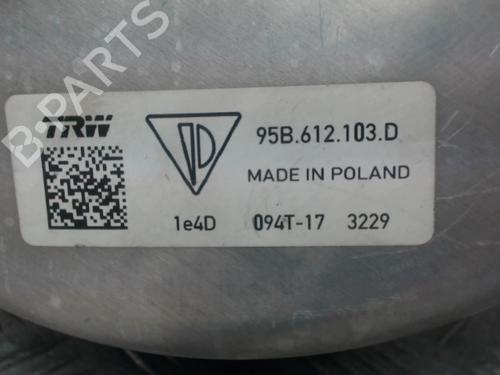 B-PARTS
TRW
95B.612.103.D
MADE IN POLAND
1e4D 094T-17 3229